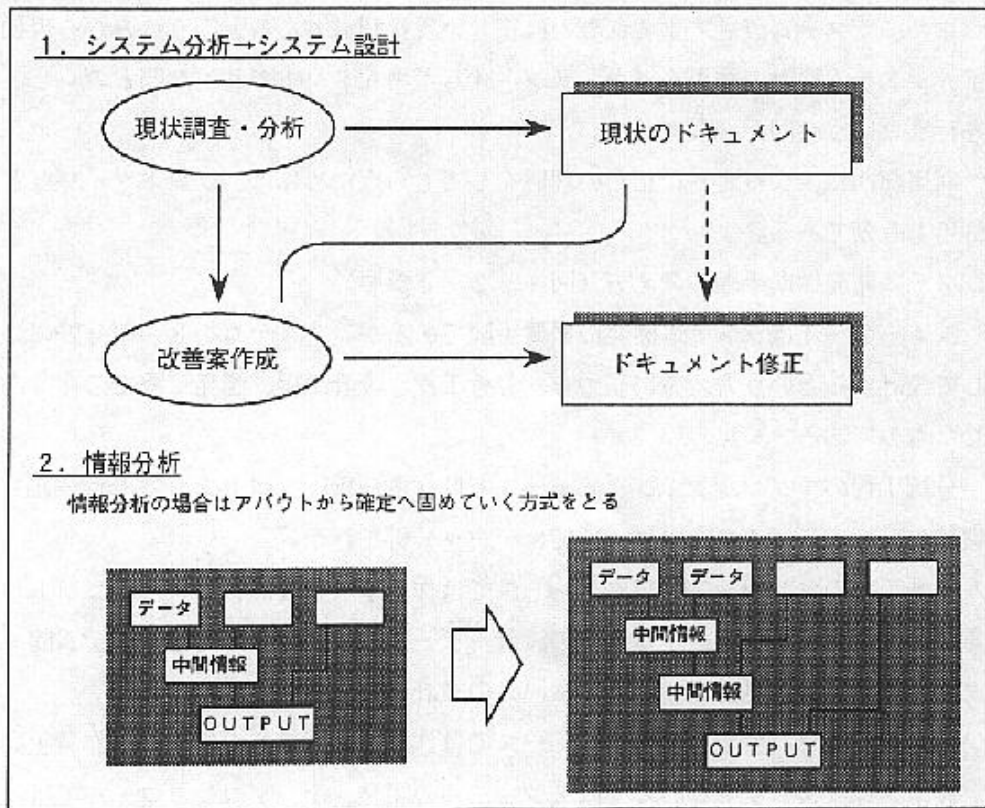 1．システム分析→システム設計
現状調査・分析
現状のドキュメント
改善案作成
ドキュメント修正
2．情報分析
情報分析の場合はアバウトから確定へ固めていく方式をとる
データ
中間情報
OUTPUT
データ
データ
中間情報
中間情報
OUTPUT